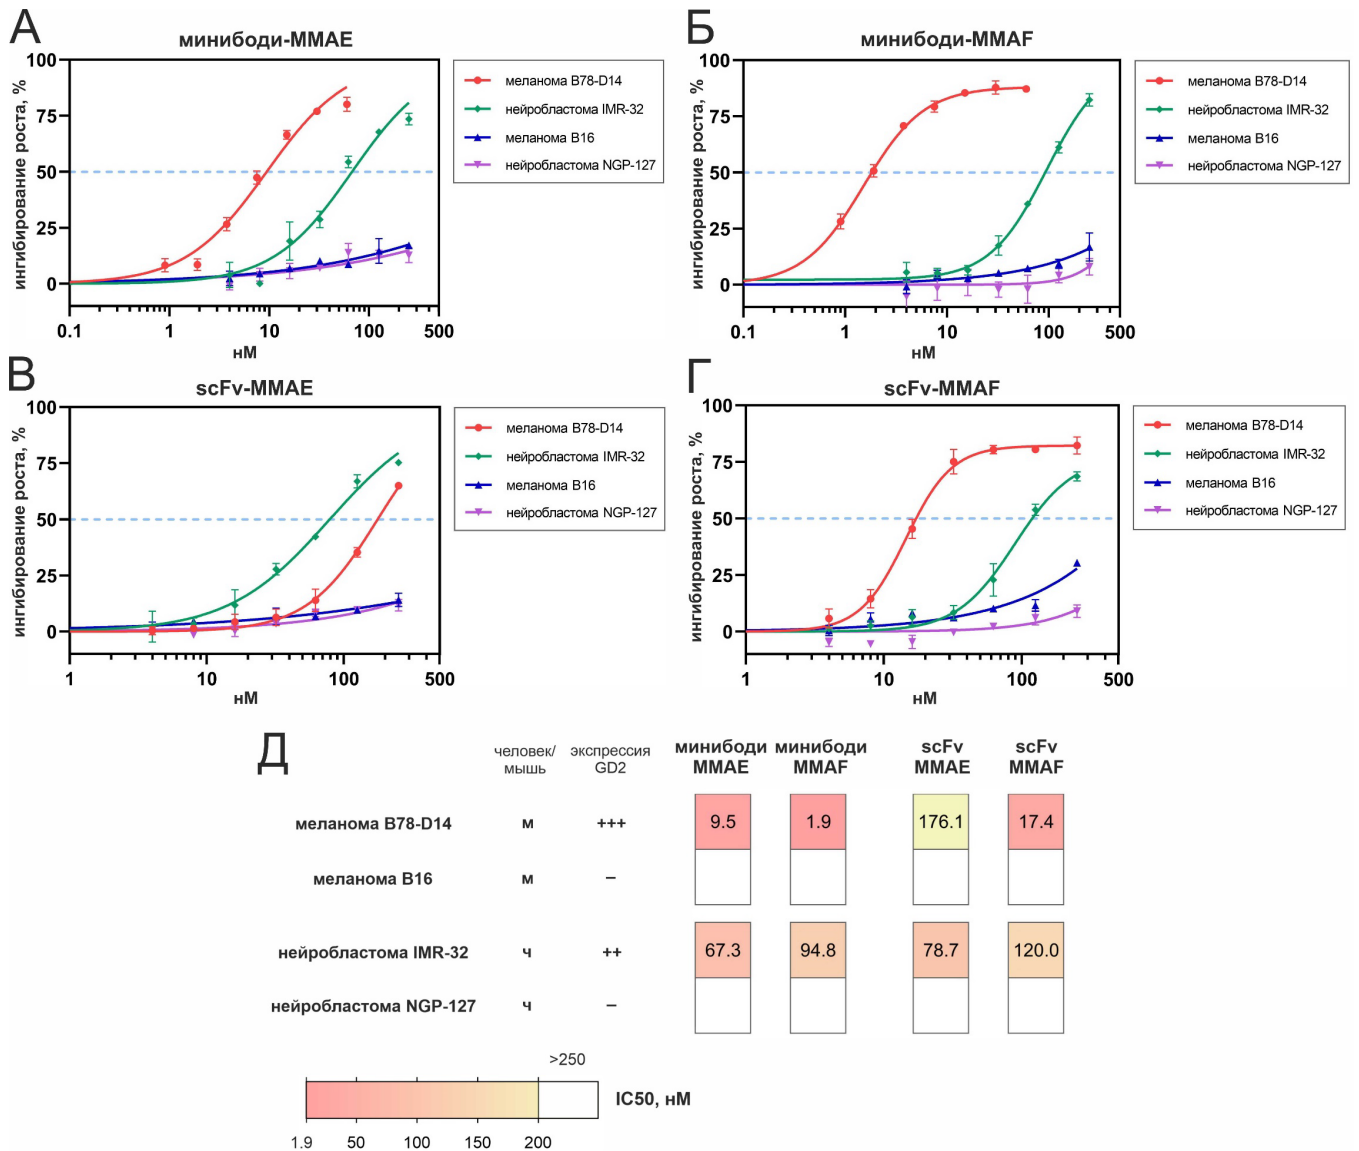 А
минибоди-MMAE
ингибирование роста, %
100
75
50
25
0
0.1
1
10
100
500
нМ
меланома B78-D14
нейробластома IMR-32
меланома B16
нейробластома NGP-127
Б
минибоди-MMAF
ингибирование роста, %
100
75
50
25
0
0.1
1
10
100
500
нМ
меланома B78-D14
нейробластома IMR-32
меланома B16
нейробластома NGP-127
В
scFv-MMAE
ингибирование роста, %
100
75
50
25
0
1
10
100
500
нМ
меланома B78-D14
нейробластома IMR-32
меланома B16
нейробластома NGP-127
Г
scFv-MMAF
ингибирование роста, %
100
75
50
25
0
1
10
100
500
нМ
меланома B78-D14
нейробластома IMR-32
меланома B16
нейробластома NGP-127
Д
человек/
мышь
экспрессия
GD2
минибоди
MMAE
минибоди
MMAF
scFv
MMAE
scFv
MMAF
меланома B78-D14 м +++ 9.5 1.9 176.1 17.4
меланома B16 м –
нейробластома IMR-32 ч ++ 67.3 94.8 78.7 120.0
нейробластома NGP-127 ч –
>250
IC50, нМ
1.9 50 100 150 200